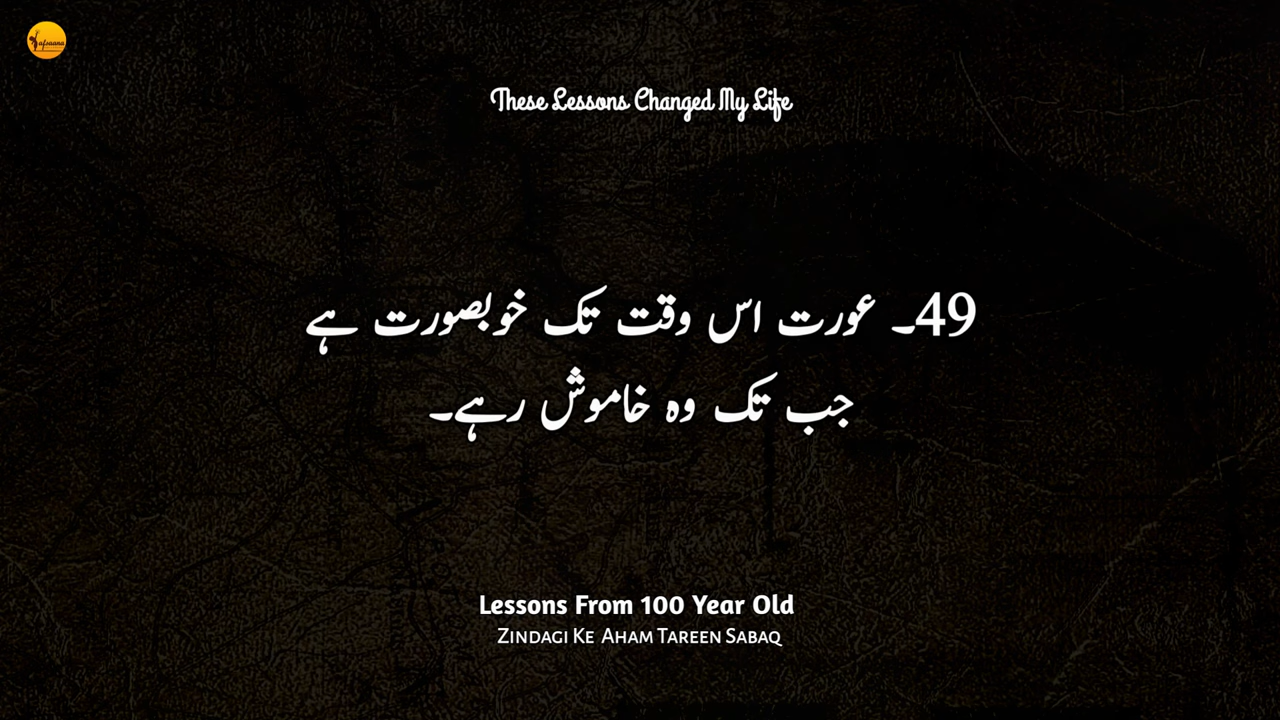 afsaana
These Lessons Changed My Life
49۔ عورت اس وقت تک خوبصورت ہے
جب تک وہ خاموش رہے۔
Lessons From 100 Year Old
Zindagi Ke Aham Tareen Sabaq